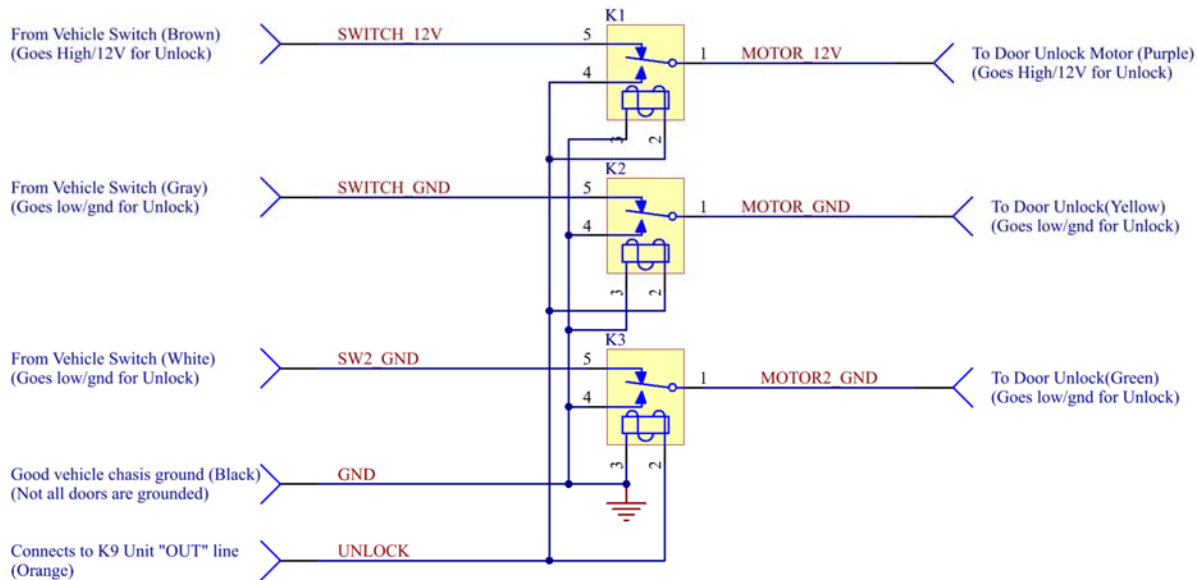 K1
From Vehicle Switch (Brown)
(Goes High/12V for Unlock)
SWITCH_12V
5
4
1
MOTOR_12V
To Door Unlock Motor (Purple)
(Goes High/12V for Unlock)
3
2
K2
From Vehicle Switch (Gray)
(Goes low/gnd for Unlock)
SWITCH_GND
5
4
1
MOTOR_GND
To Door Unlock(Yellow)
(Goes low/gnd for Unlock)
3
2
K3
From Vehicle Switch (White)
(Goes low/gnd for Unlock)
SW2_GND
5
4
1
MOTOR2_GND
To Door Unlock(Green)
(Goes low/gnd for Unlock)
3
2
Good vehicle chasis ground (Black)
(Not all doors are grounded)
GND
Connects to K9 Unit "OUT" line
(Orange)
UNLOCK